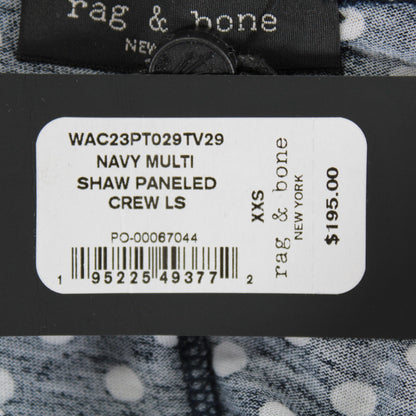 rag & bone
NEW
WAC23PT029TV29
NAVY MULTI
SHAW PANELED
CREW LS
PO-00067044
1 95225 49377 2
XXS
rag & bone
NEW YORK
$195.00